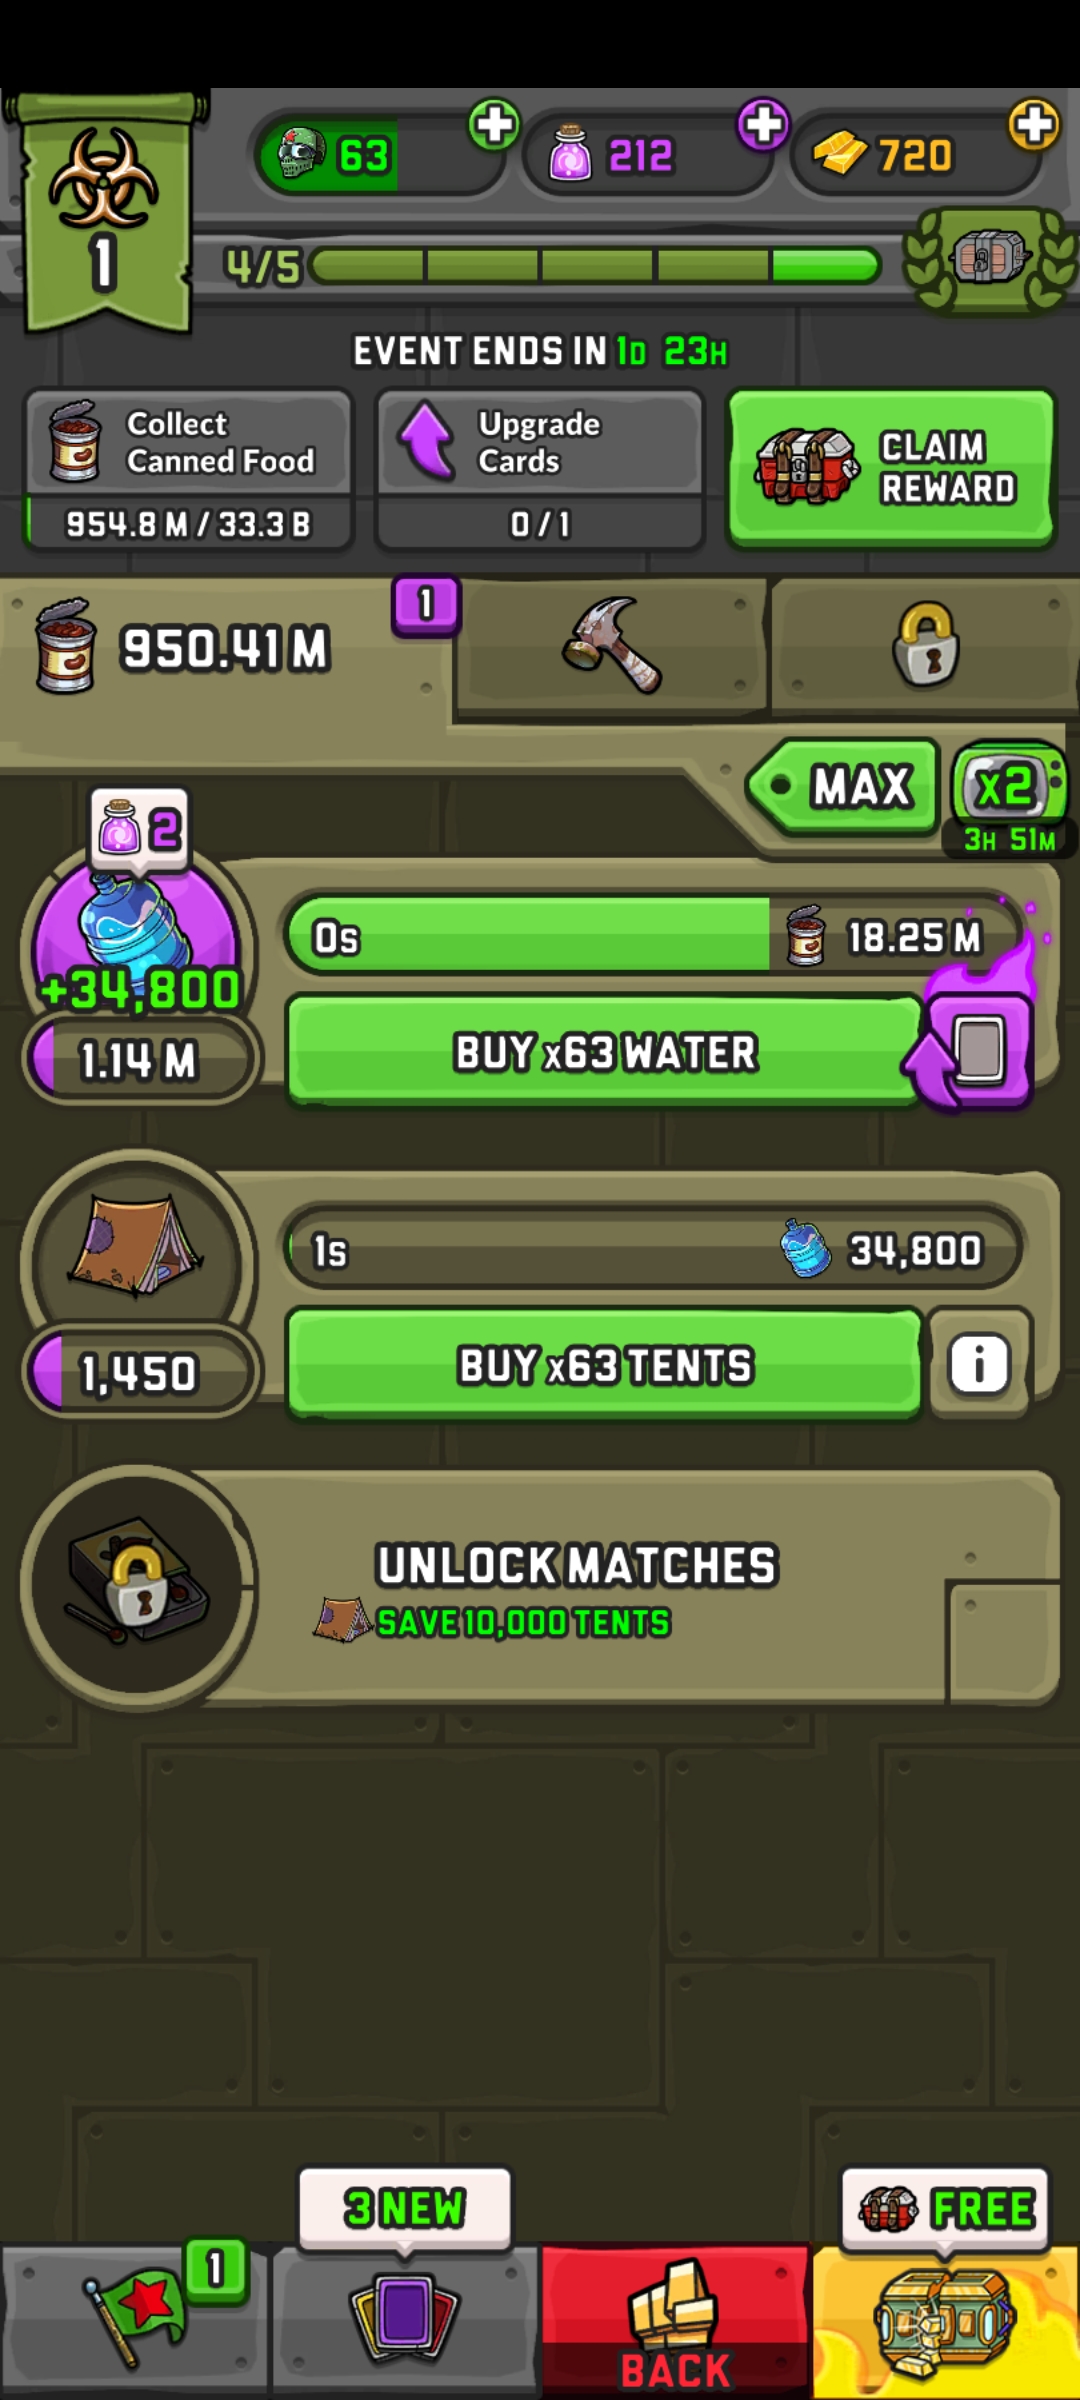 63
212
720
1
4/5
EVENT ENDS IN 1D 23H
Collect
Canned Food
954.8 M / 33.3 B
Upgrade
Cards
0 / 1
CLAIM
REWARD
950.41 M
1
MAX
x2
3H 51M
2
+34,800
1.14 M
0s
18.25 M
BUY x63 WATER
1s
34,800
1,450
BUY x63 TENTS
i
UNLOCK MATCHES
SAVE 10,000 TENTS
1
3 NEW
BACK
FREE